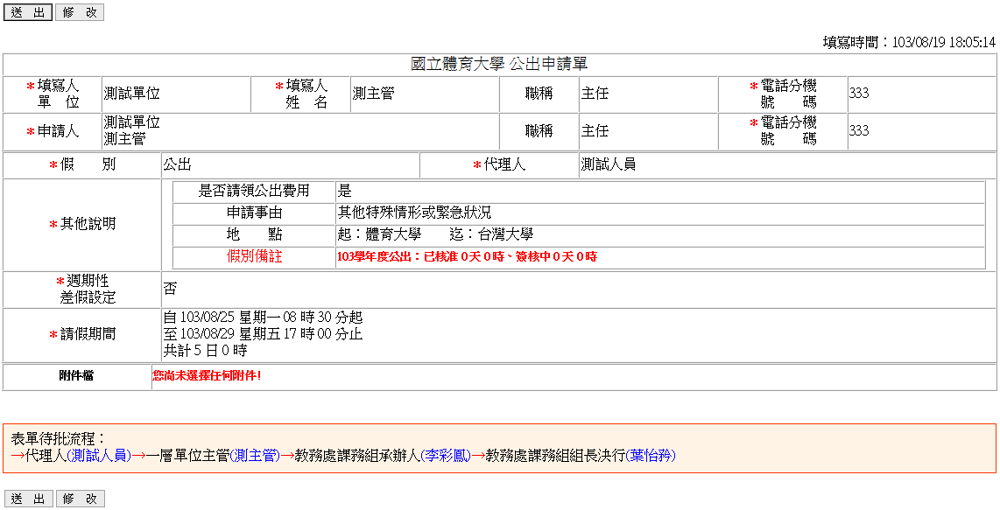 送 出 修 改
填寫時間：103/08/19 18:05:14
國立體育大學 公出申請單
*填寫人 單 位 測試單位 *填寫人 姓 名 測主管 職稱 主任 *電話分機 號 碼 333
*申請人 測試單位 測主管 職稱 主任 *電話分機 號 碼 333
*假 別 公出 *代理人 測試人員
*其他說明
是否請領公出費用 是
申請事由 其他特殊情形或緊急狀況
地 點 起：體育大學 迄：台灣大學
假別備註 103學年度公出：已核准 0 天 0 時、簽核中 0 天 0 時
*週期性 差假設定 否
*請假期間
自 103/08/25 星期一 08 時 30 分起
至 103/08/29 星期五 17 時 00 分止
共計 5 日 0 時
附件檔 您尚未選擇任何附件!
表單待批流程：
→代理人(測試人員)→一層單位主管(測主管)→教務處課務組承辦人(李彩鳳)→教務處課務組組長決行(葉怡矜)
送 出 修 改